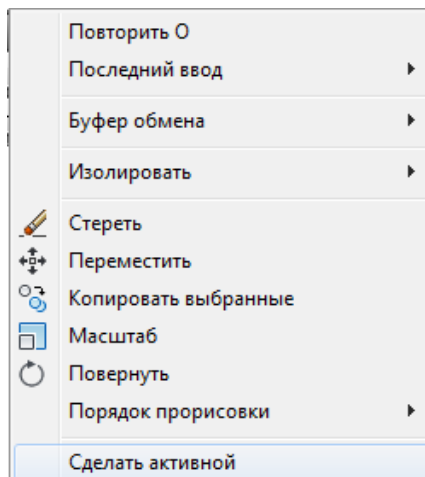 Повторить О
Последний ввод
Буфер обмена
Изолировать
Стереть
Переместить
Копировать выбранные
Масштаб
Повернуть
Порядок прорисовки
Сделать активной